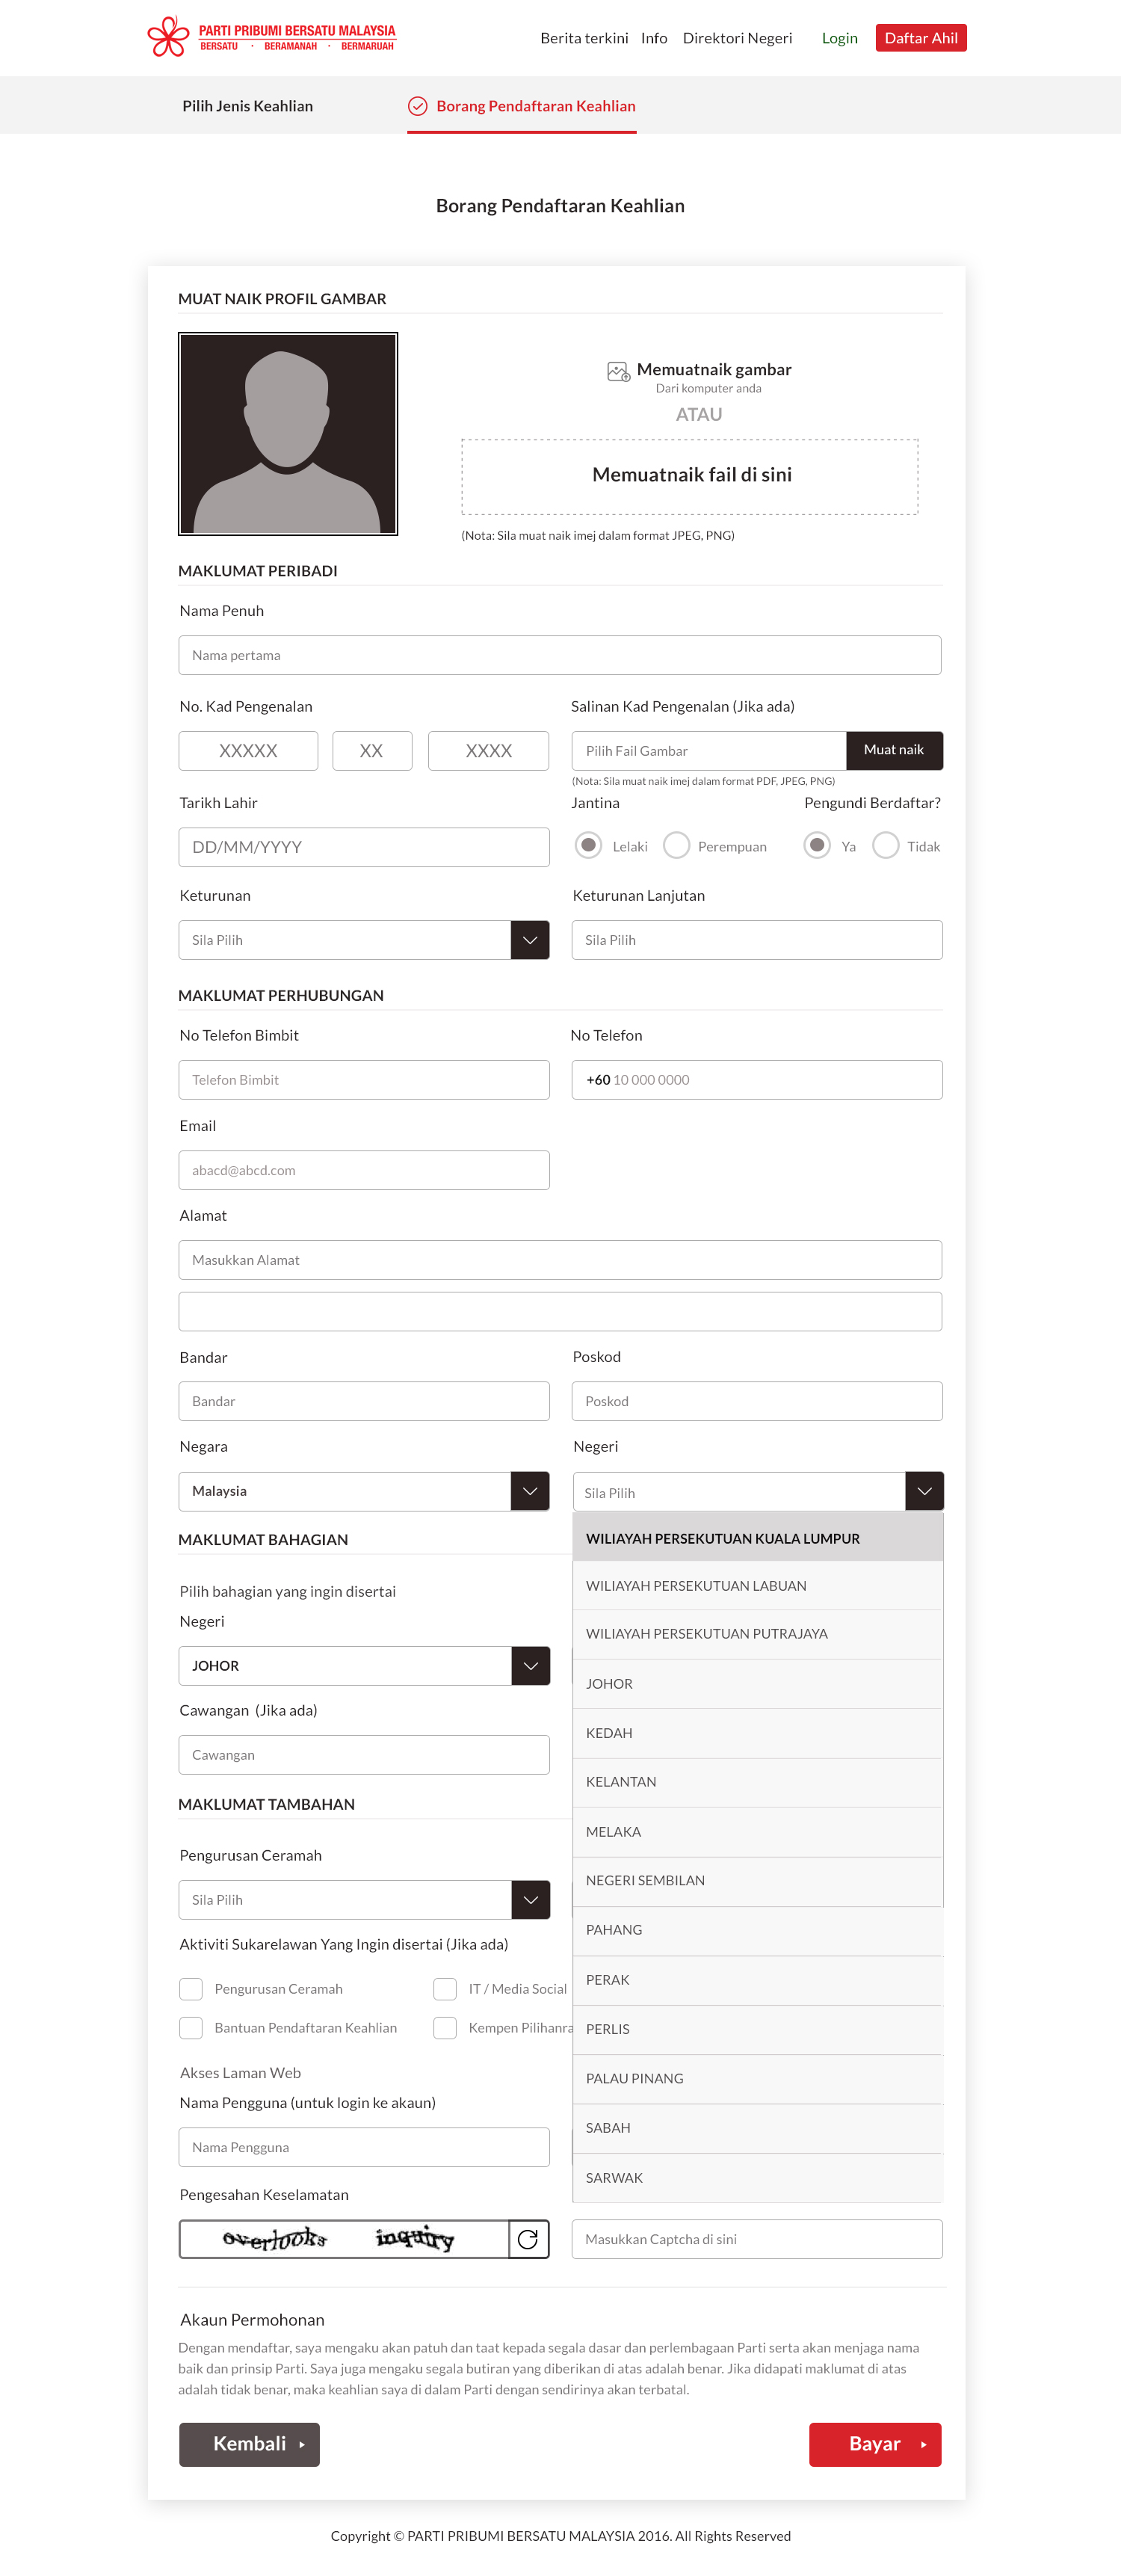 PARTI PRIBUMI BERSATU MALAYSIA
BERSATU · BERAMANAH · BERMARUAH
Berita terkini Info Direktori Negeri Login Daftar Ahil
Pilih Jenis Keahlian Borang Pendaftaran Keahlian
Borang Pendaftaran Keahlian
MUAT NAIK PROFIL GAMBAR
Memuatnaik gambar
Dari komputer anda
ATAU
Memuatnaik fail di sini
(Nota: Sila muat naik imej dalam format JPEG, PNG)
MAKLUMAT PERIBADI
Nama Penuh
Nama pertama
No. Kad Pengenalan Salinan Kad Pengenalan (Jika ada)
XXXXX XX XXXX Pilih Fail Gambar Muat naik
(Nota: Sila muat naik imej dalam format PDF, JPEG, PNG)
Tarikh Lahir Jantina Pengundi Berdaftar?
DD/MM/YYYY Lelaki Perempuan Ya Tidak
Keturunan Keturunan Lanjutan
Sila Pilih Sila Pilih
MAKLUMAT PERHUBUNGAN
No Telefon Bimbit No Telefon
Telefon Bimbit +60 10 000 0000
Email
abacd@abcd.com
Alamat
Masukkan Alamat
Bandar Poskod
Bandar Poskod
Negara Negeri
Malaysia Sila Pilih
WILIAYAH PERSEKUTUAN KUALA LUMPUR
WILIAYAH PERSEKUTUAN LABUAN
WILIAYAH PERSEKUTUAN PUTRAJAYA
JOHOR
KEDAH
KELANTAN
MELAKA
NEGERI SEMBILAN
PAHANG
PERAK
PERLIS
PALAU PINANG
SABAH
SARWAK
MAKLUMAT BAHAGIAN
Pilih bahagian yang ingin disertai
Negeri
JOHOR
Cawangan (Jika ada)
Cawangan
MAKLUMAT TAMBAHAN
Pengurusan Ceramah
Sila Pilih
Aktiviti Sukarelawan Yang Ingin disertai (Jika ada)
Pengurusan Ceramah IT / Media Social
Bantuan Pendaftaran Keahlian Kempen Pilihanra
Akses Laman Web
Nama Pengguna (untuk login ke akaun)
Nama Pengguna
Pengesahan Keselamatan
overlooks inquiry Masukkan Captcha di sini
Akaun Permohonan
Dengan mendaftar, saya mengaku akan patuh dan taat kepada segala dasar dan perlembagaan Parti serta akan menjaga nama
baik dan prinsip Parti. Saya juga mengaku segala butiran yang diberikan di atas adalah benar. Jika didapati maklumat di atas
adalah tidak benar, maka keahlian saya di dalam Parti dengan sendirinya akan terbatal.
Kembali Bayar
Copyright © PARTI PRIBUMI BERSATU MALAYSIA 2016. All Rights Reserved